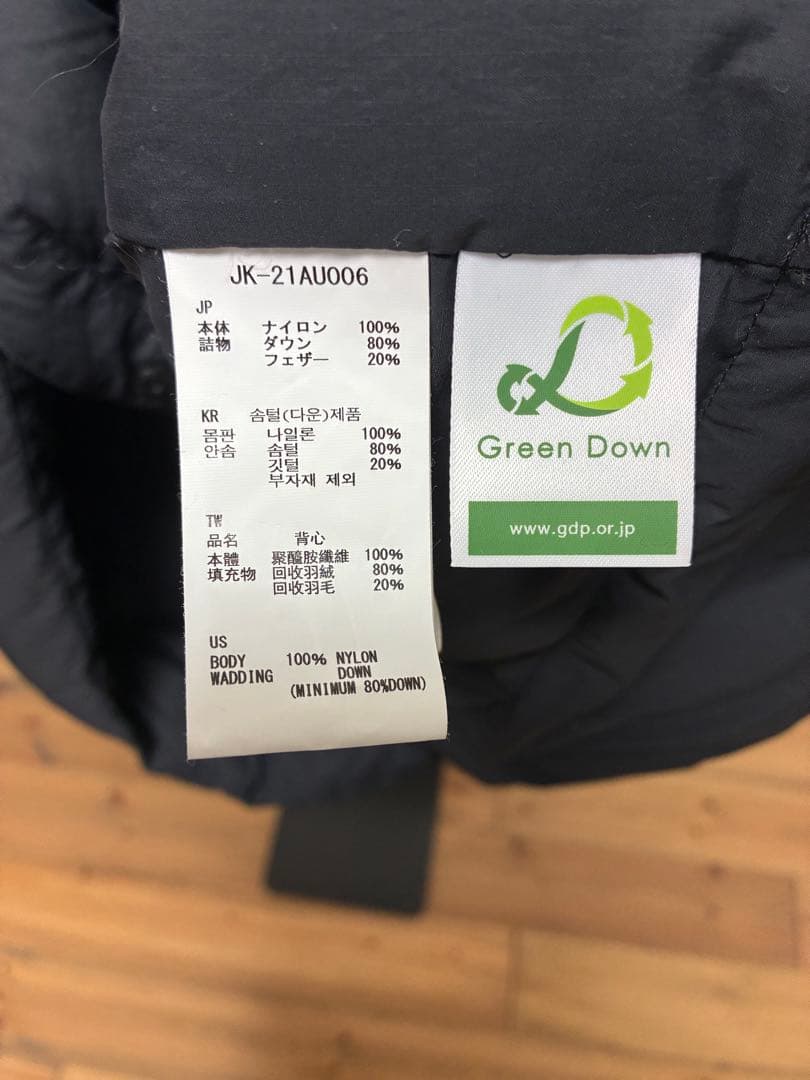 JK-21AU006
JP
本体 ナイロン 100%
詰物 ダウン 80%
フェザー 20%
KR 솜털(다운)제품
몸판 나일론 100%
안솜 솜털 80%
깃털 20%
부자재 제외
TW
品名 背心
本體 聚醯胺纖維 100%
填充物 回收羽絨 80%
回收羽毛 20%
US
BODY 100% NYLON
WADDING DOWN
(MINIMUM 80%DOWN)
Green Down
www.gdp.or.jp